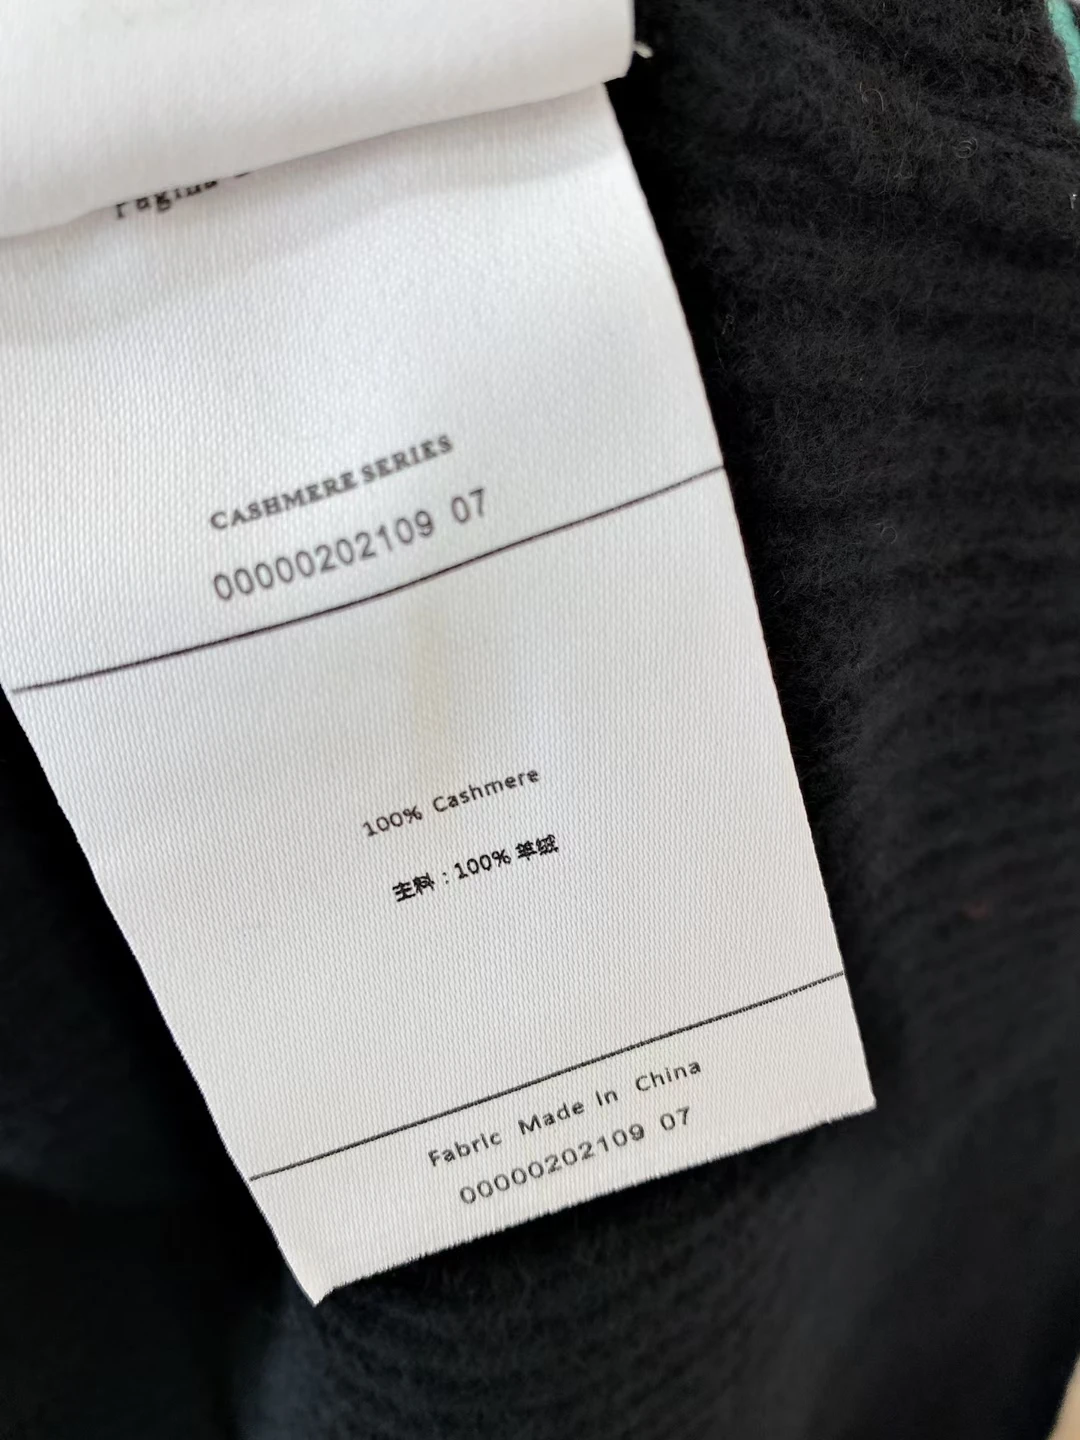 CASHMERE SERIES
00000202109 07
100% Cashmere
主料：100% 羊绒
Fabric Made In China
00000202109 07